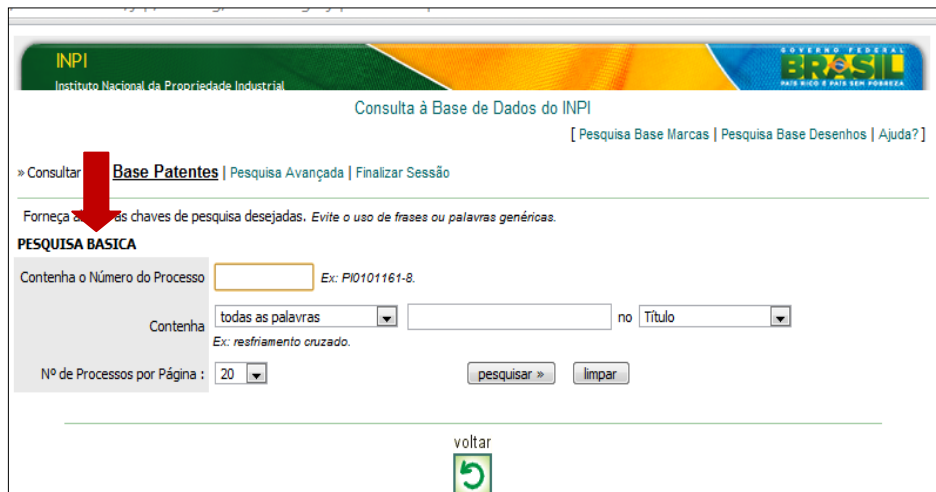 INPI
Instituto Nacional da Propriedade Industrial
GOVERNO FEDERAL
BRASIL
PAÍS RICO É PAÍS SEM POBREZA
Consulta à Base de Dados do INPI
[ Pesquisa Base Marcas | Pesquisa Base Desenhos | Ajuda? ]
» Consultar Base Patentes | Pesquisa Avançada | Finalizar Sessão
Forneça as chaves de pesquisa desejadas. Evite o uso de frases ou palavras genéricas.
PESQUISA BASICA
Contenha o Número do Processo Ex: PI0101161-8.
Contenha todas as palavras no Título
Ex: resfriamento cruzado.
Nº de Processos por Página : 20 pesquisar » limpar
voltar